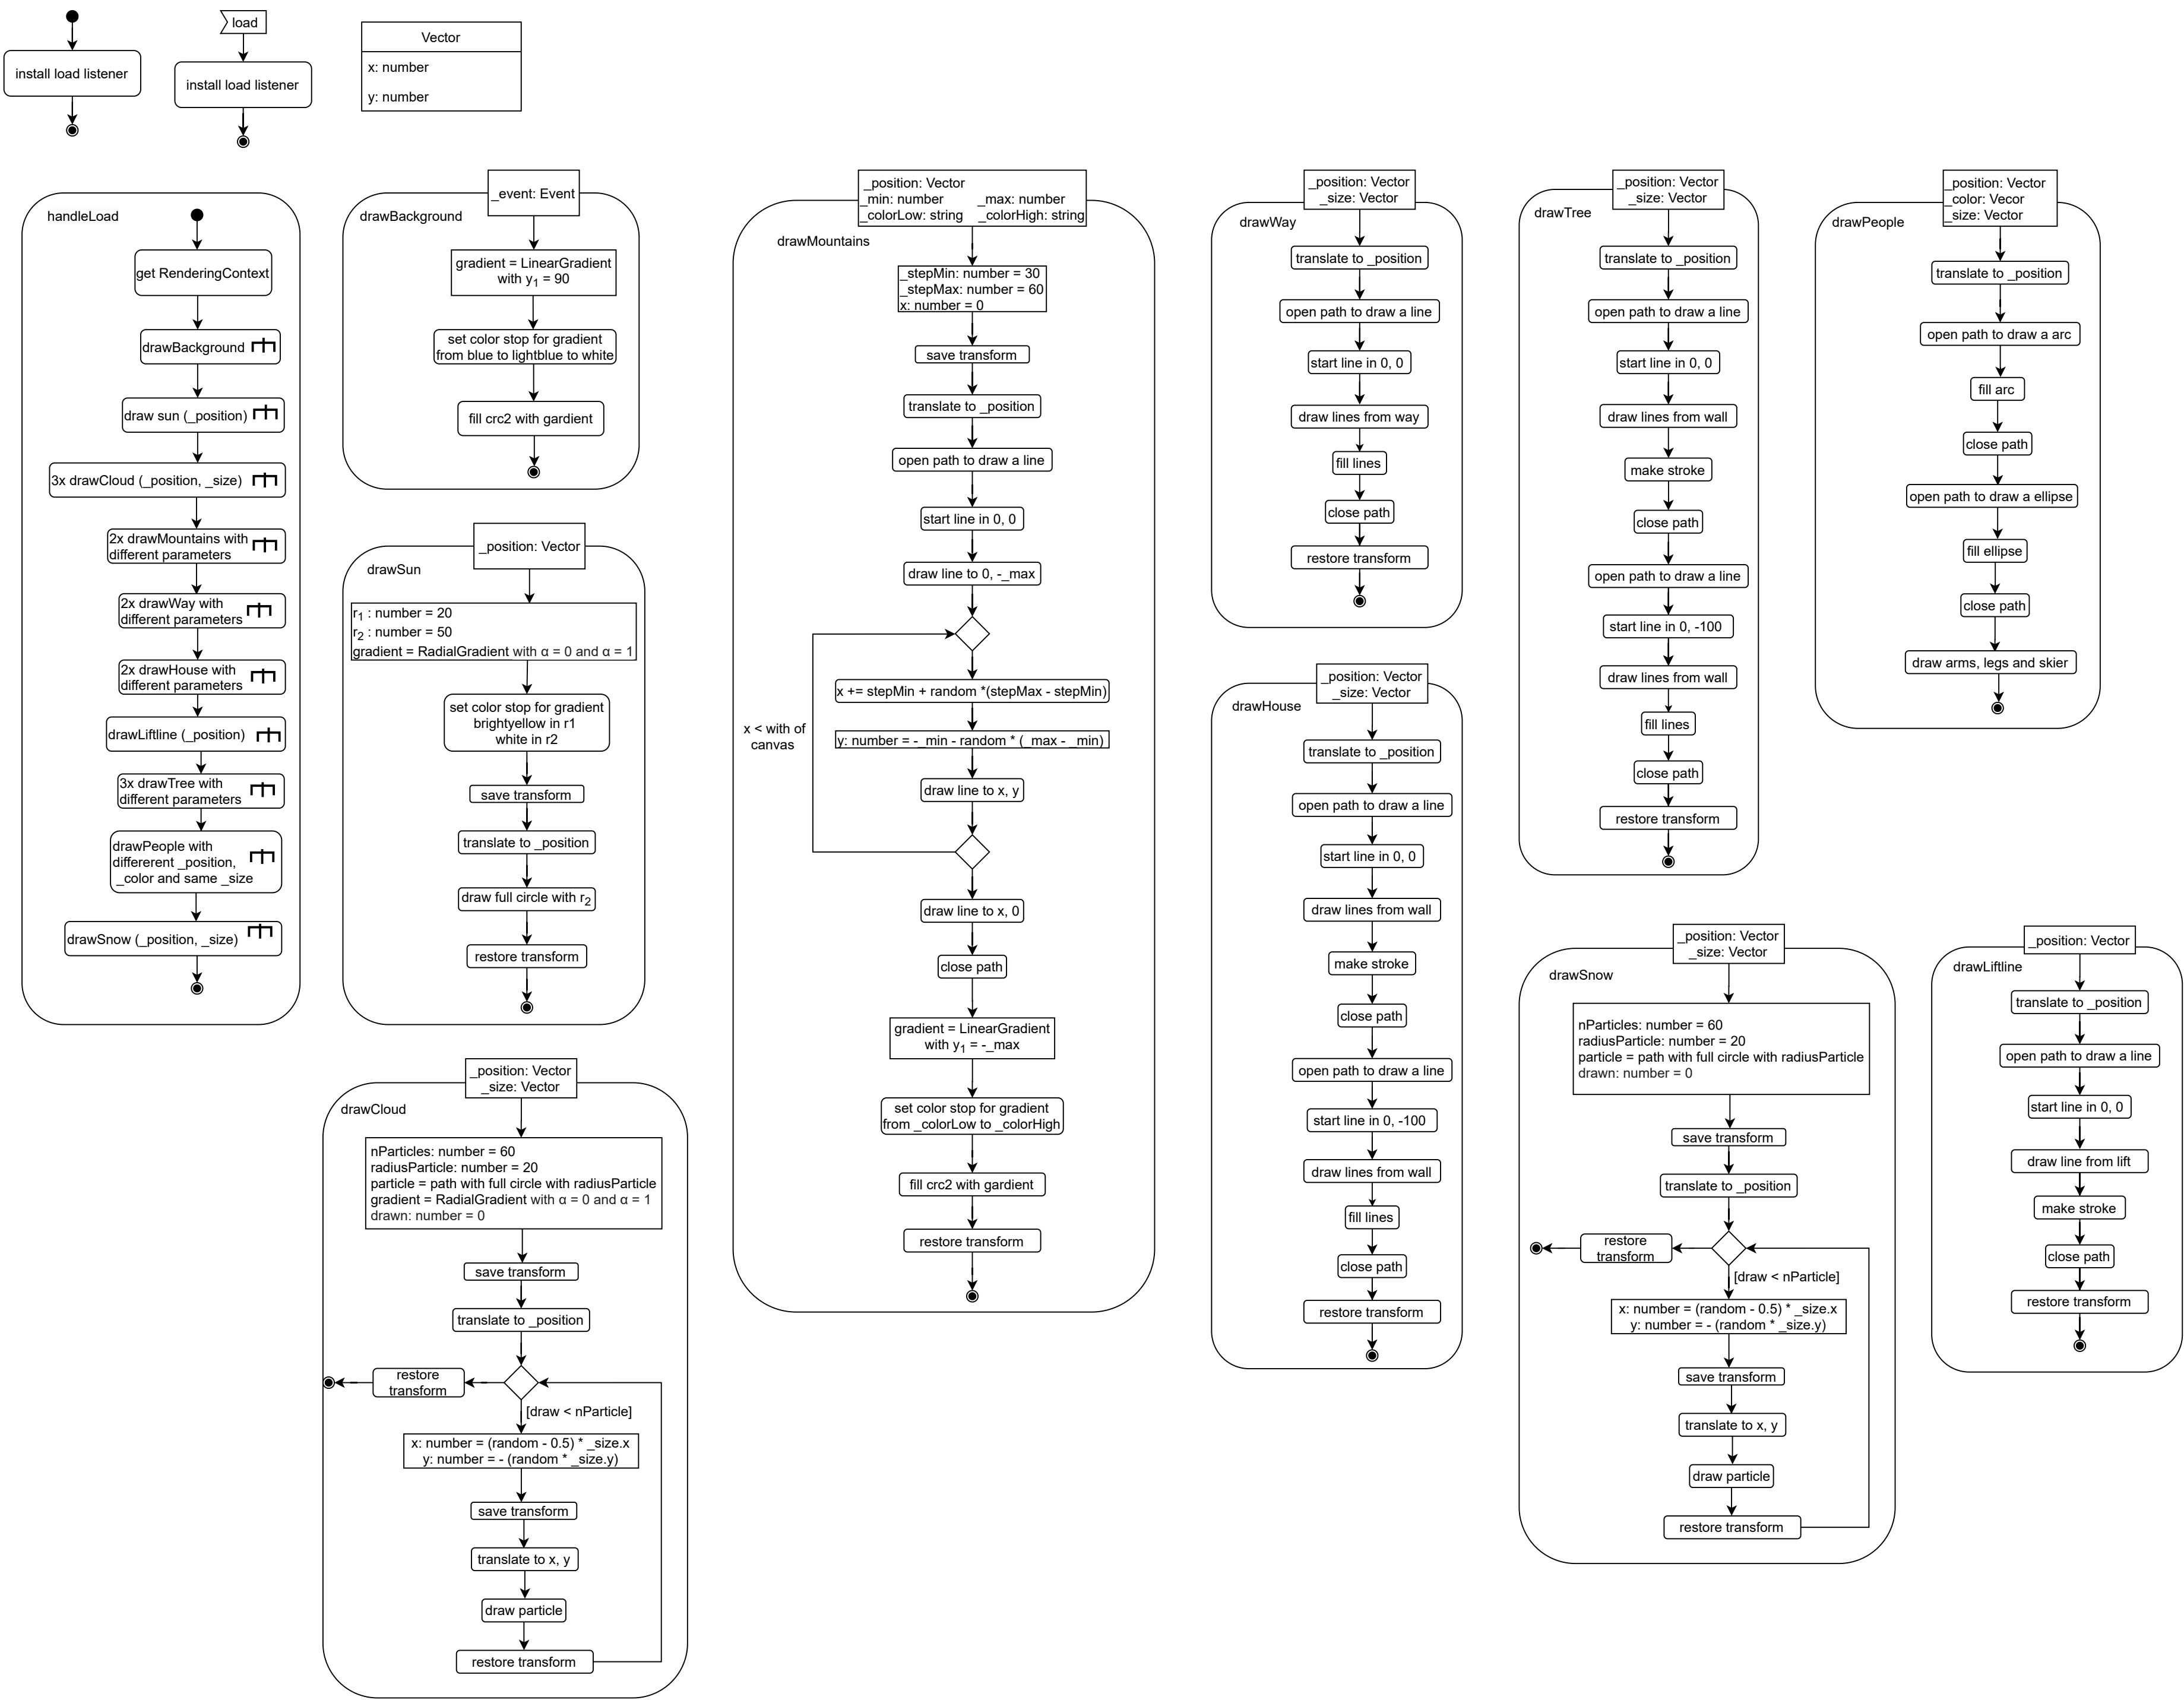 install load listener
load
install load listener
Vector
x: number
y: number
handleLoad
get RenderingContext
drawBackground
draw sun (_position)
3x drawCloud (_position, _size)
2x drawMountains with
different parameters
2x drawWay with
different parameters
2x drawHouse with
different parameters
drawLiftline (_position)
3x drawTree with
different parameters
drawPeople with
differerent _position,
_color and same _size
drawSnow (_position, _size)
_event: Event
drawBackground
gradient = LinearGradient
with y1 = 90
set color stop for gradient
from blue to lightblue to white
fill crc2 with gardient
_position: Vector
drawSun
r1 : number = 20
r2 : number = 50
gradient = RadialGradient with α = 0 and α = 1
set color stop for gradient
brightyellow in r1
white in r2
save transform
translate to _position
draw full circle with r2
restore transform
_position: Vector
_size: Vector
drawCloud
nParticles: number = 60
radiusParticle: number = 20
particle = path with full circle with radiusParticle
gradient = RadialGradient with α = 0 and α = 1
drawn: number = 0
save transform
translate to _position
restore
transform
[draw < nParticle]
x: number = (random - 0.5) * _size.x
y: number = - (random * _size.y)
save transform
translate to x, y
draw particle
restore transform
_position: Vector
_min: number _max: number
_colorLow: string _colorHigh: string
drawMountains
_stepMin: number = 30
_stepMax: number = 60
x: number = 0
save transform
translate to _position
open path to draw a line
start line in 0, 0
draw line to 0, -_max
x += stepMin + random *(stepMax - stepMin)
x < with of
canvas
y: number = -_min - random * (_max - _min)
draw line to x, y
draw line to x, 0
close path
gradient = LinearGradient
with y1 = -_max
set color stop for gradient
from _colorLow to _colorHigh
fill crc2 with gardient
restore transform
_position: Vector
_size: Vector
drawWay
translate to _position
open path to draw a line
start line in 0, 0
draw lines from way
fill lines
close path
restore transform
_position: Vector
_size: Vector
drawHouse
translate to _position
open path to draw a line
start line in 0, 0
draw lines from wall
make stroke
close path
open path to draw a line
start line in 0, -100
draw lines from wall
fill lines
close path
restore transform
_position: Vector
_size: Vector
drawTree
translate to _position
open path to draw a line
start line in 0, 0
draw lines from wall
make stroke
close path
open path to draw a line
start line in 0, -100
draw lines from wall
fill lines
close path
restore transform
_position: Vector
_color: Vecor
_size: Vector
drawPeople
translate to _position
open path to draw a arc
fill arc
close path
open path to draw a ellipse
fill ellipse
close path
draw arms, legs and skier
_position: Vector
_size: Vector
drawSnow
nParticles: number = 60
radiusParticle: number = 20
particle = path with full circle with radiusParticle
drawn: number = 0
save transform
translate to _position
restore
transform
[draw < nParticle]
x: number = (random - 0.5) * _size.x
y: number = - (random * _size.y)
save transform
translate to x, y
draw particle
restore transform
_position: Vector
drawLiftline
translate to _position
open path to draw a line
start line in 0, 0
draw line from lift
make stroke
close path
restore transform